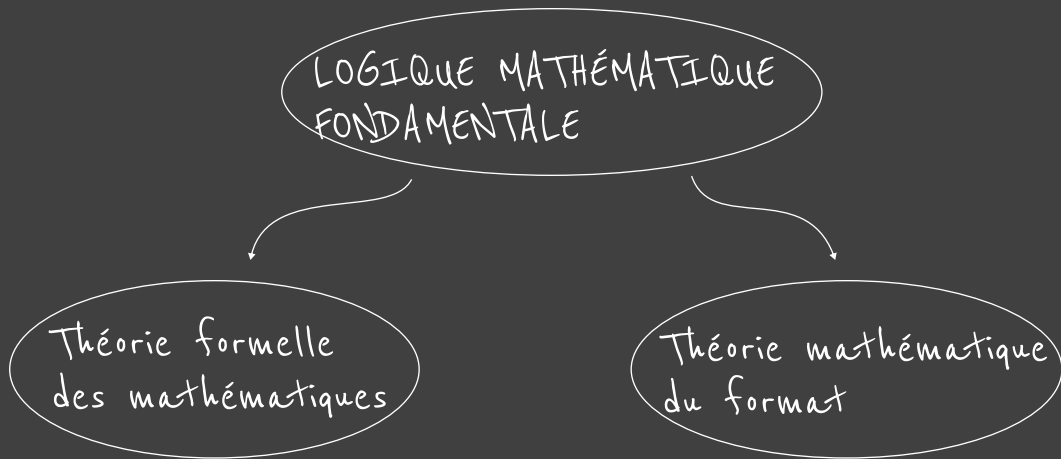 LOGIQUE MATHÉMATIQUE
FONDAMENTALE
Théorie formelle
des mathématiques
Théorie mathématique
du format